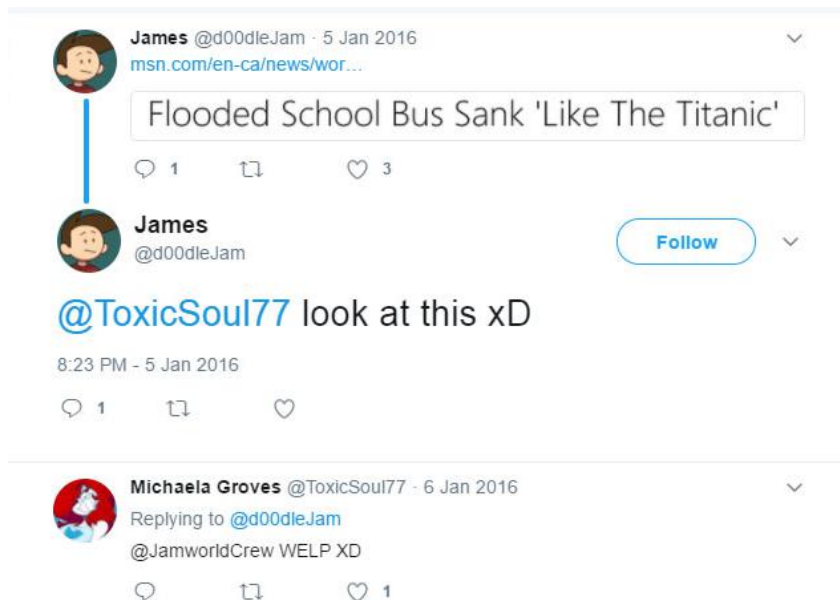 James @d00dleJam · 5 Jan 2016
msn.com/en-ca/news/wor...
Flooded School Bus Sank 'Like The Titanic'
1 3
James
@d00dleJam
Follow
@ToxicSoul77 look at this xD
8:23 PM - 5 Jan 2016
1
Michaela Groves @ToxicSoul77 · 6 Jan 2016
Replying to @d00dleJam
@JamworldCrew WELP XD
1